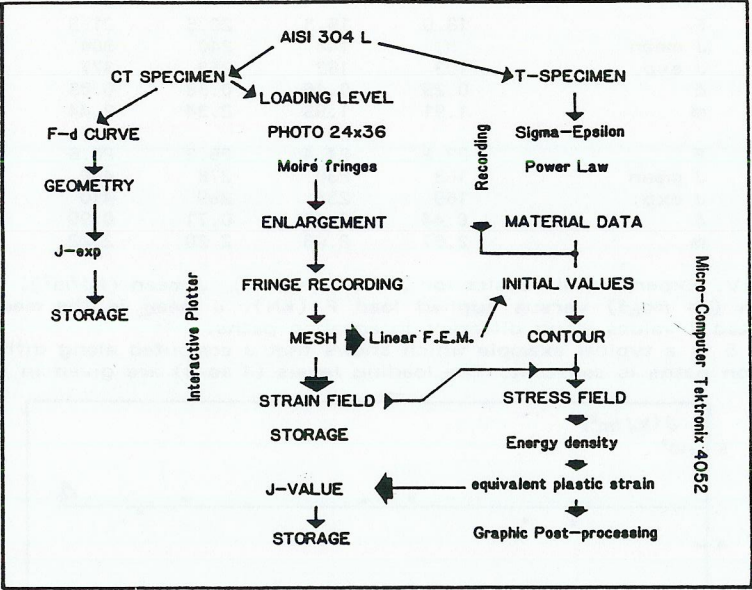 AISI 304 L
CT SPECIMEN
T-SPECIMEN
LOADING LEVEL
F-d CURVE
PHOTO 24x36
Sigma-Epsilon
Moiré fringes
Power Law
Recording
GEOMETRY
ENLARGEMENT
MATERIAL DATA
J-exp
FRINGE RECORDING
INITIAL VALUES
STORAGE
MESH
Linear F.E.M.
CONTOUR
Interactive Plotter
STRAIN FIELD
STRESS FIELD
STORAGE
Energy density
Micro-Computer Tektronix 4052
J-VALUE
equivalent plastic strain
STORAGE
Graphic Post-processing